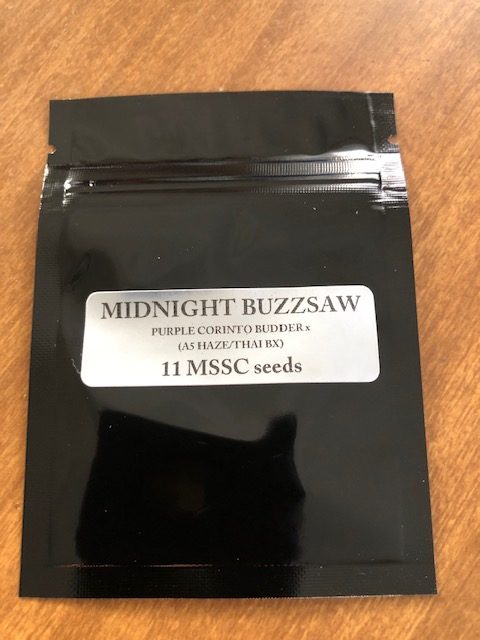 MIDNIGHT BUZZSAW
PURPLE CORINTO BUDDER x
(A5 HAZE/THAI BX)
11 MSSC seeds